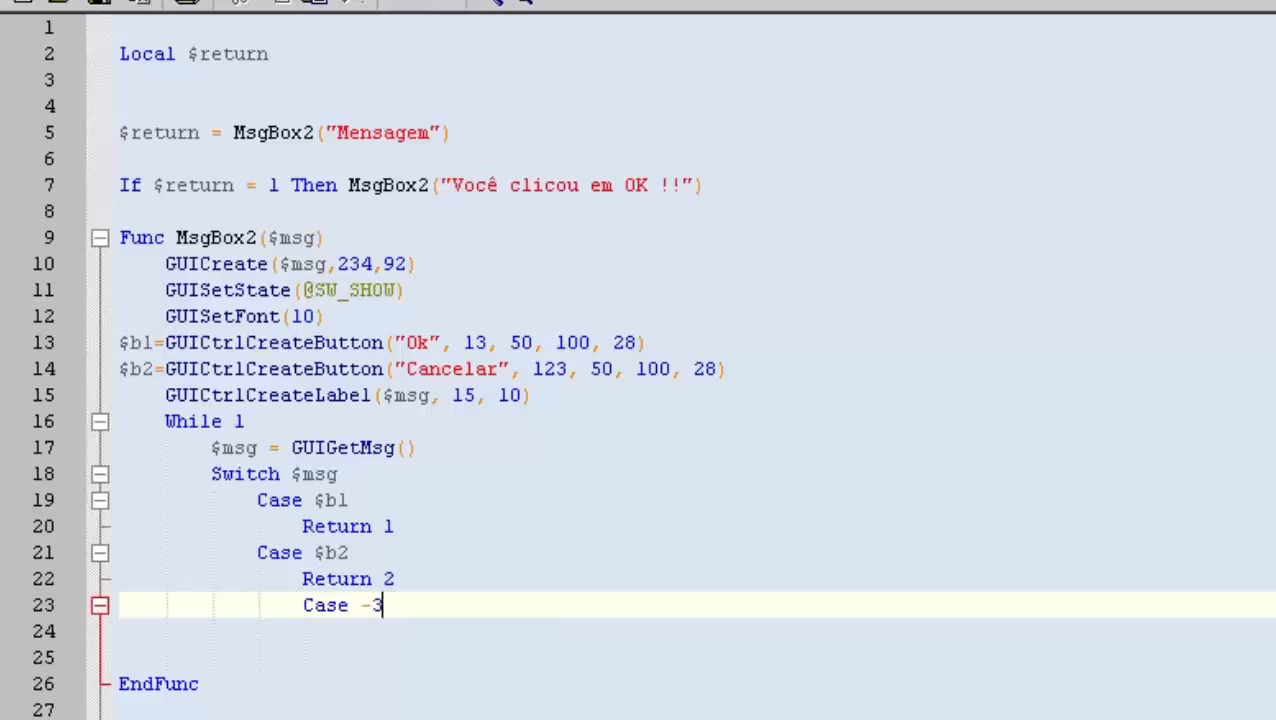 1
2 Local $return
3
4
5 $return = MsgBox2("Mensagem")
6
7 If $return = 1 Then MsgBox2("Você clicou em OK !!")
8
9 Func MsgBox2($msg)
10 GUICreate($msg,234,92)
11 GUISetState(@SW_SHOW)
12 GUISetFont(10)
13 $b1=GUICtrlCreateButton("Ok", 13, 50, 100, 28)
14 $b2=GUICtrlCreateButton("Cancelar", 123, 50, 100, 28)
15 GUICtrlCreateLabel($msg, 15, 10)
16 While 1
17 $msg = GUIGetMsg()
18 Switch $msg
19 Case $b1
20 Return 1
21 Case $b2
22 Return 2
23 Case -3
24
25
26 EndFunc
27